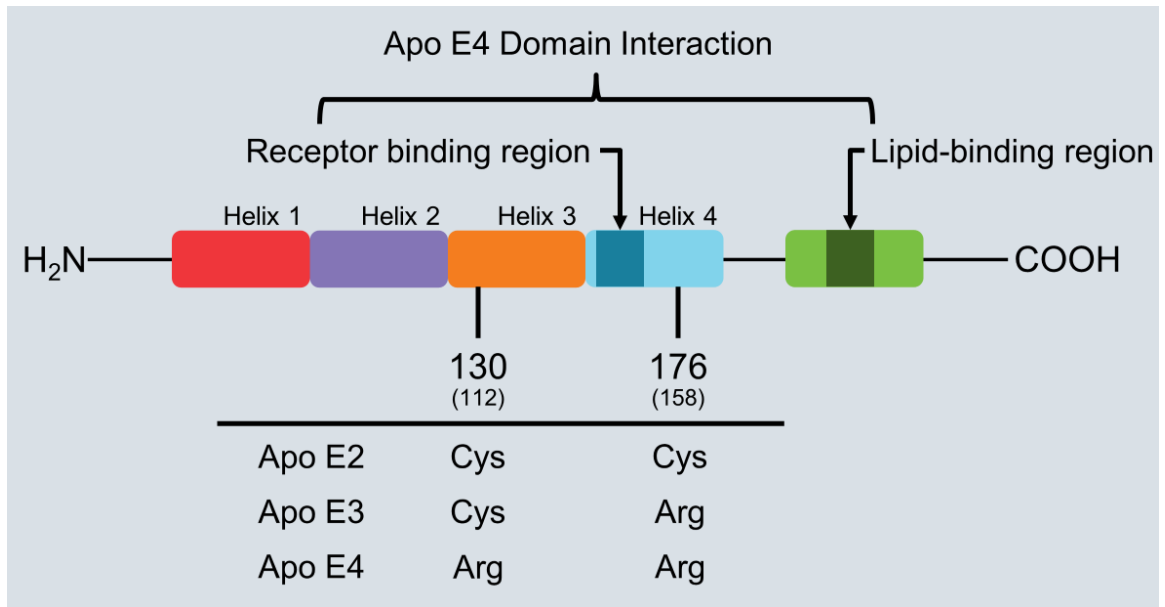 Apo E4 Domain Interaction
Receptor binding region
Lipid-binding region
Helix 1
Helix 2
Helix 3
Helix 4
H₂N
COOH
130
176
(112)
(158)
Apo E2 Cys Cys
Apo E3 Cys Arg
Apo E4 Arg Arg